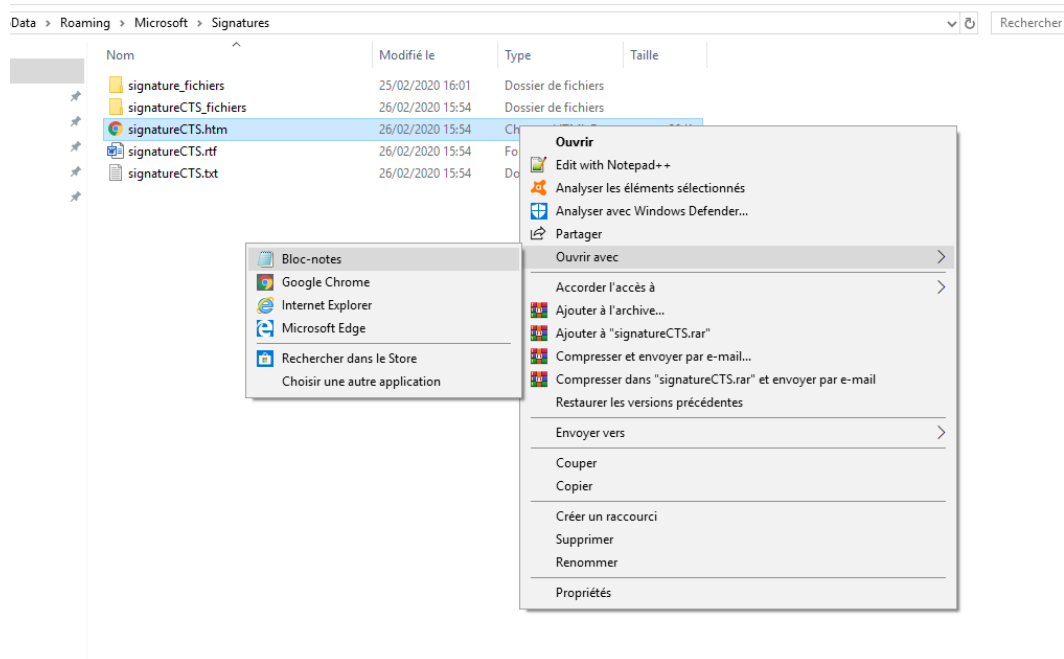 Data > Roaming > Microsoft > Signatures
Rechercher
Nom Modifié le Type Taille
signature_fichiers 25/02/2020 16:01 Dossier de fichiers
signatureCTS_fichiers 26/02/2020 15:54 Dossier de fichiers
signatureCTS.htm 26/02/2020 15:54 Ch
signatureCTS.rtf 26/02/2020 15:54 Fo
signatureCTS.txt 26/02/2020 15:54 Do
Ouvrir
Edit with Notepad++
Analyser les éléments sélectionnés
Analyser avec Windows Defender...
Partager
Ouvrir avec
Bloc-notes
Google Chrome
Internet Explorer
Microsoft Edge
Rechercher dans le Store
Choisir une autre application
Accorder l'accès à
Ajouter à l'archive...
Ajouter à "signatureCTS.rar"
Compresser et envoyer par e-mail...
Compresser dans "signatureCTS.rar" et envoyer par e-mail
Restaurer les versions précédentes
Envoyer vers
Couper
Copier
Créer un raccourci
Supprimer
Renommer
Propriétés